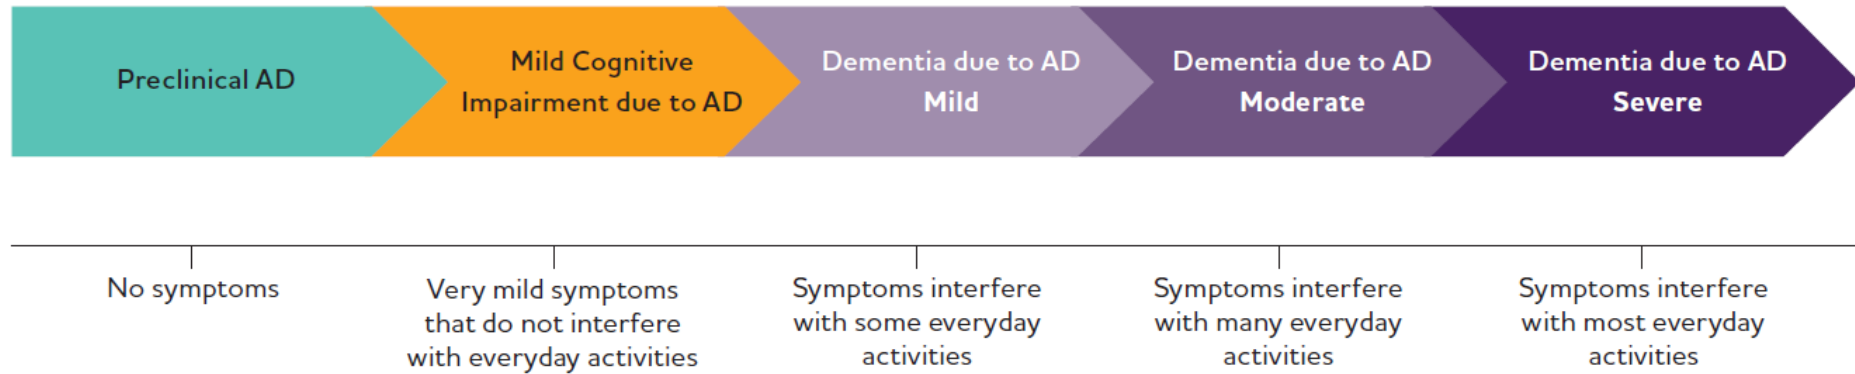 Preclinical AD
Mild Cognitive
Impairment due to AD
Dementia due to AD
Mild
Dementia due to AD
Moderate
Dementia due to AD
Severe
No symptoms
Very mild symptoms
that do not interfere
with everyday activities
Symptoms interfere
with some everyday
activities
Symptoms interfere
with many everyday
activities
Symptoms interfere
with most everyday
activities